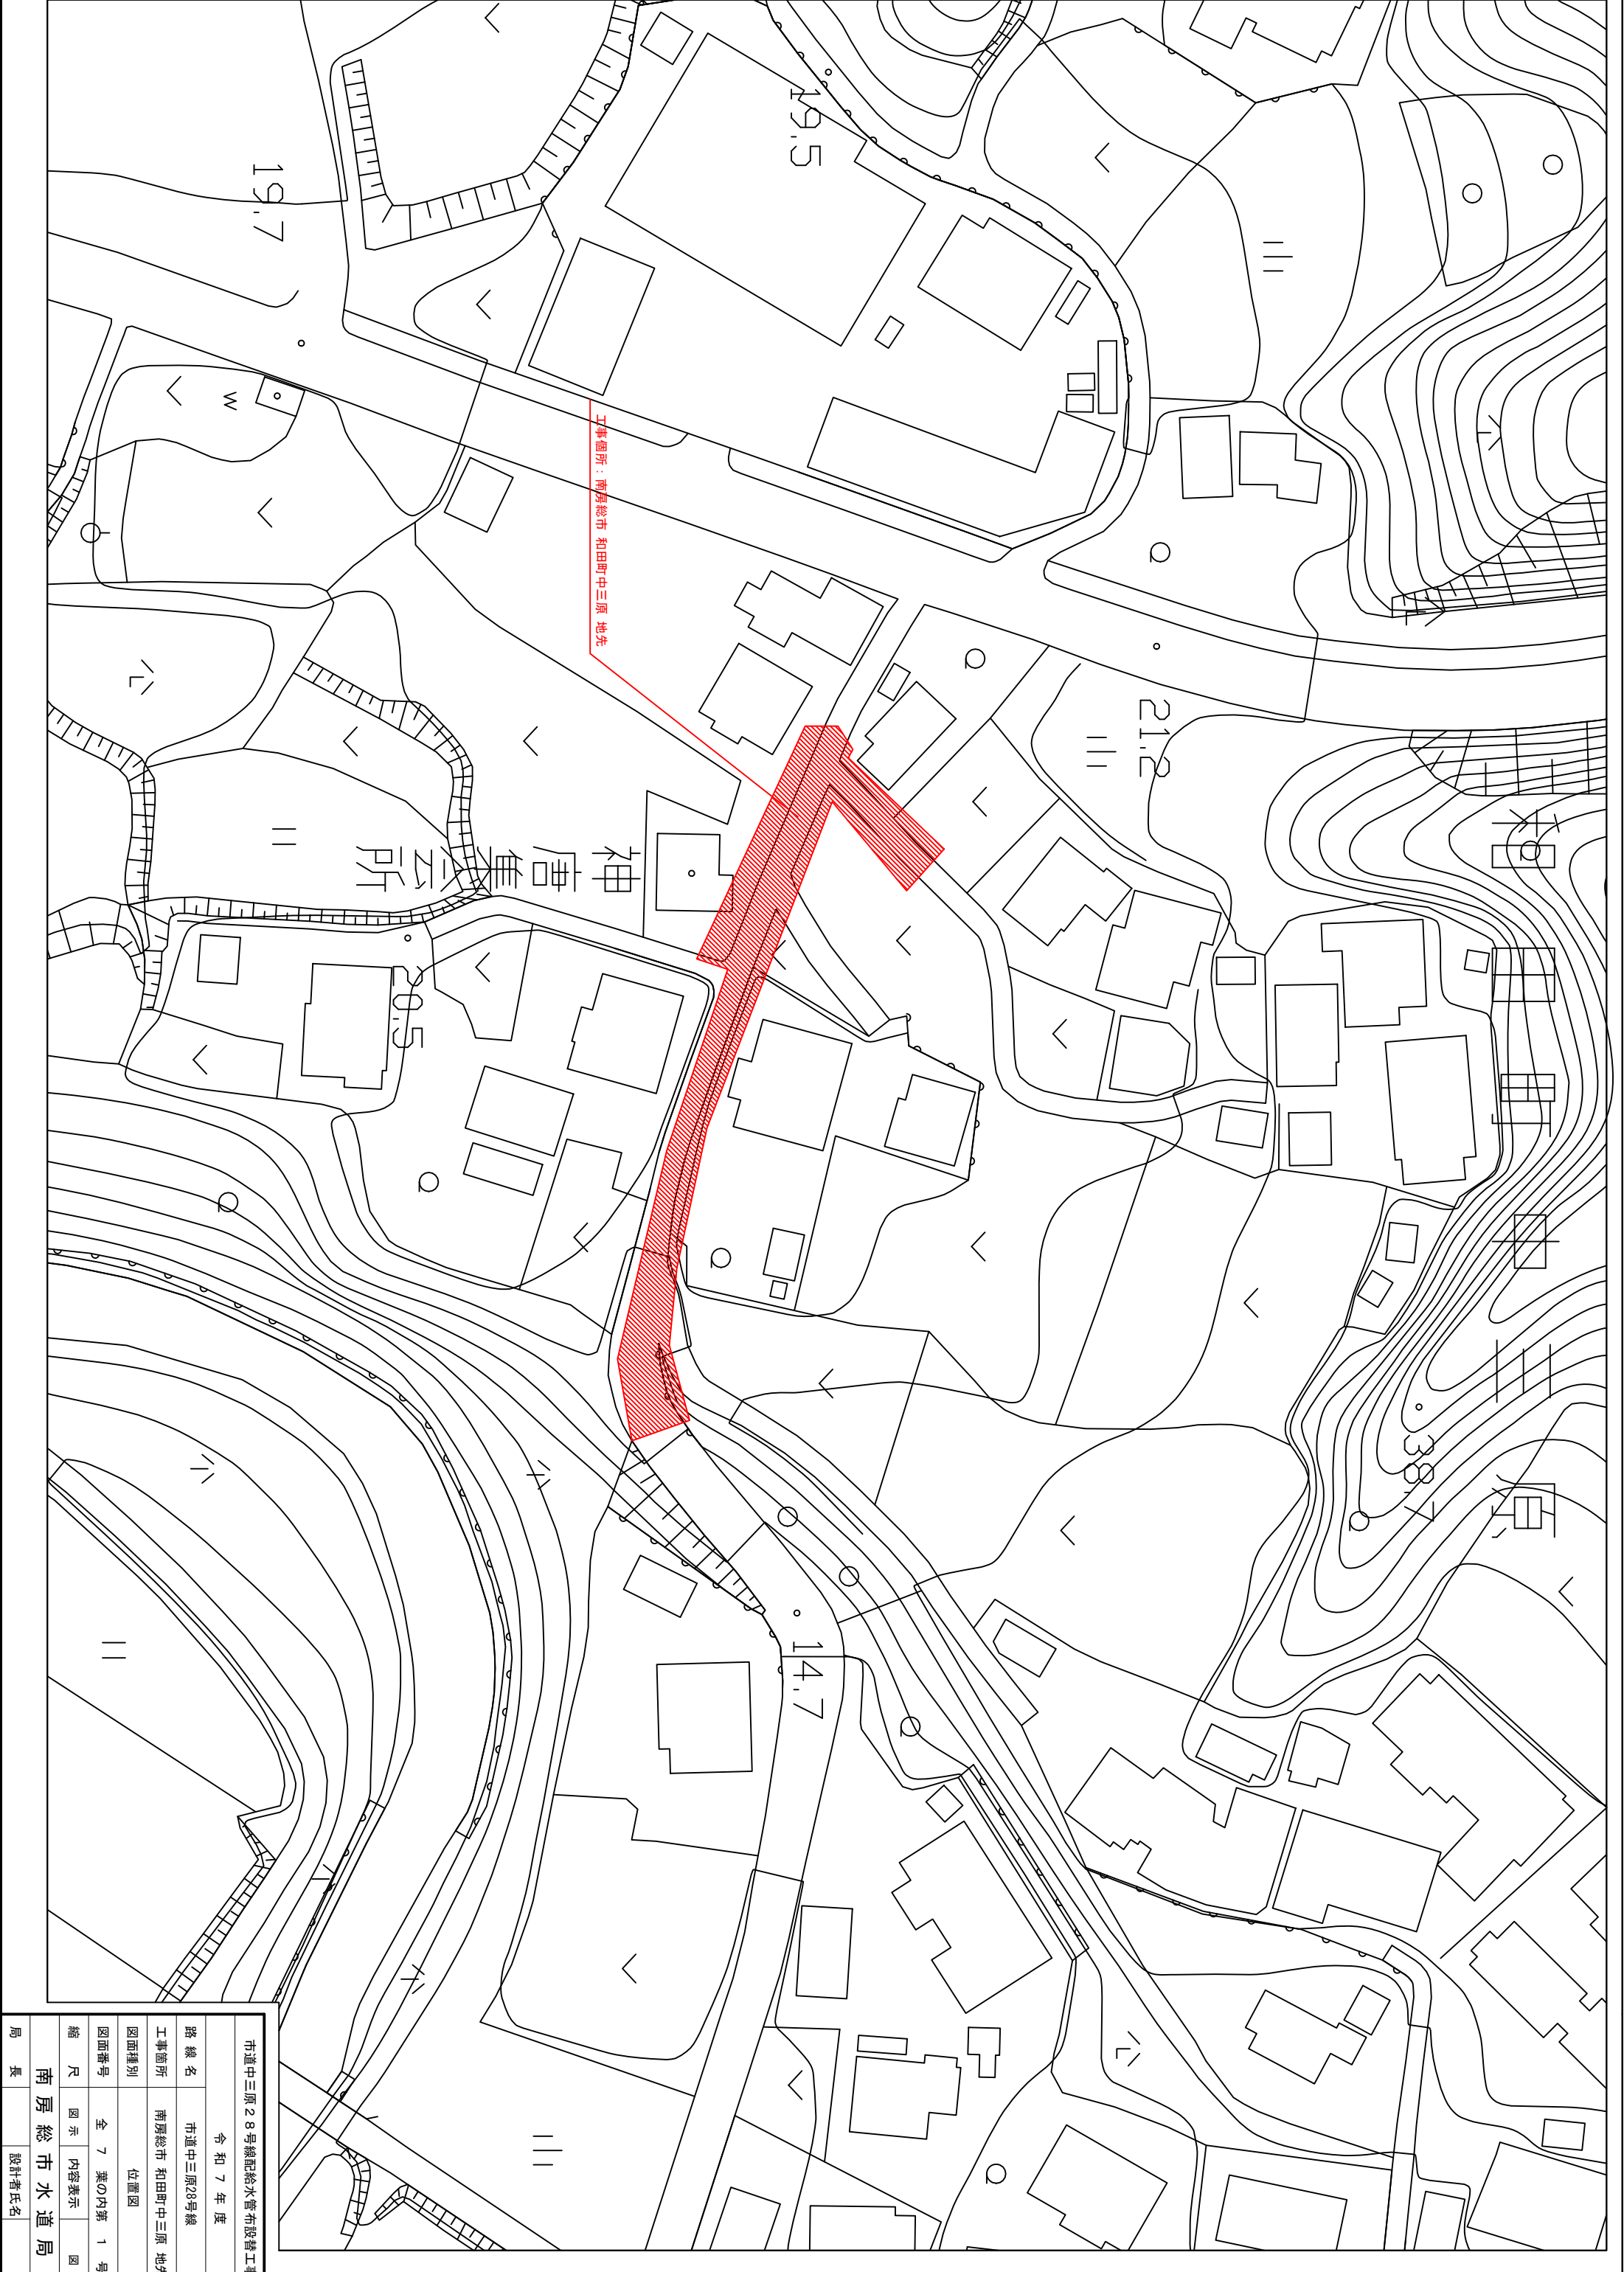 19.5
19.7
W
21.2
工事個所：南房総市 和田町中三原 地先
神唐集会所
20.5
38.7
14.7
市道中三原28号線配給水管布設替工事
令和7年度
路線名 市道中三原28号線
工事箇所 南房総市 和田町中三原 地先
図面種別 位置図
図面番号 全 7 葉の内第 1 号
縮尺 図示 内容表示 図
南房総市水道局
局長 設計者氏名